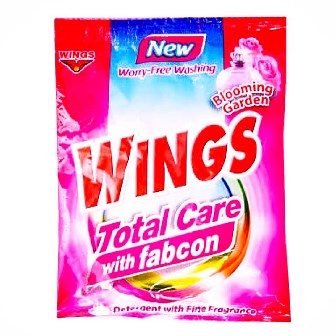 WINGS
New
Worry-Free Washing
Blooming
Garden
WINGS
Total Care
with fabcon
Detergent with Fine Fragrance